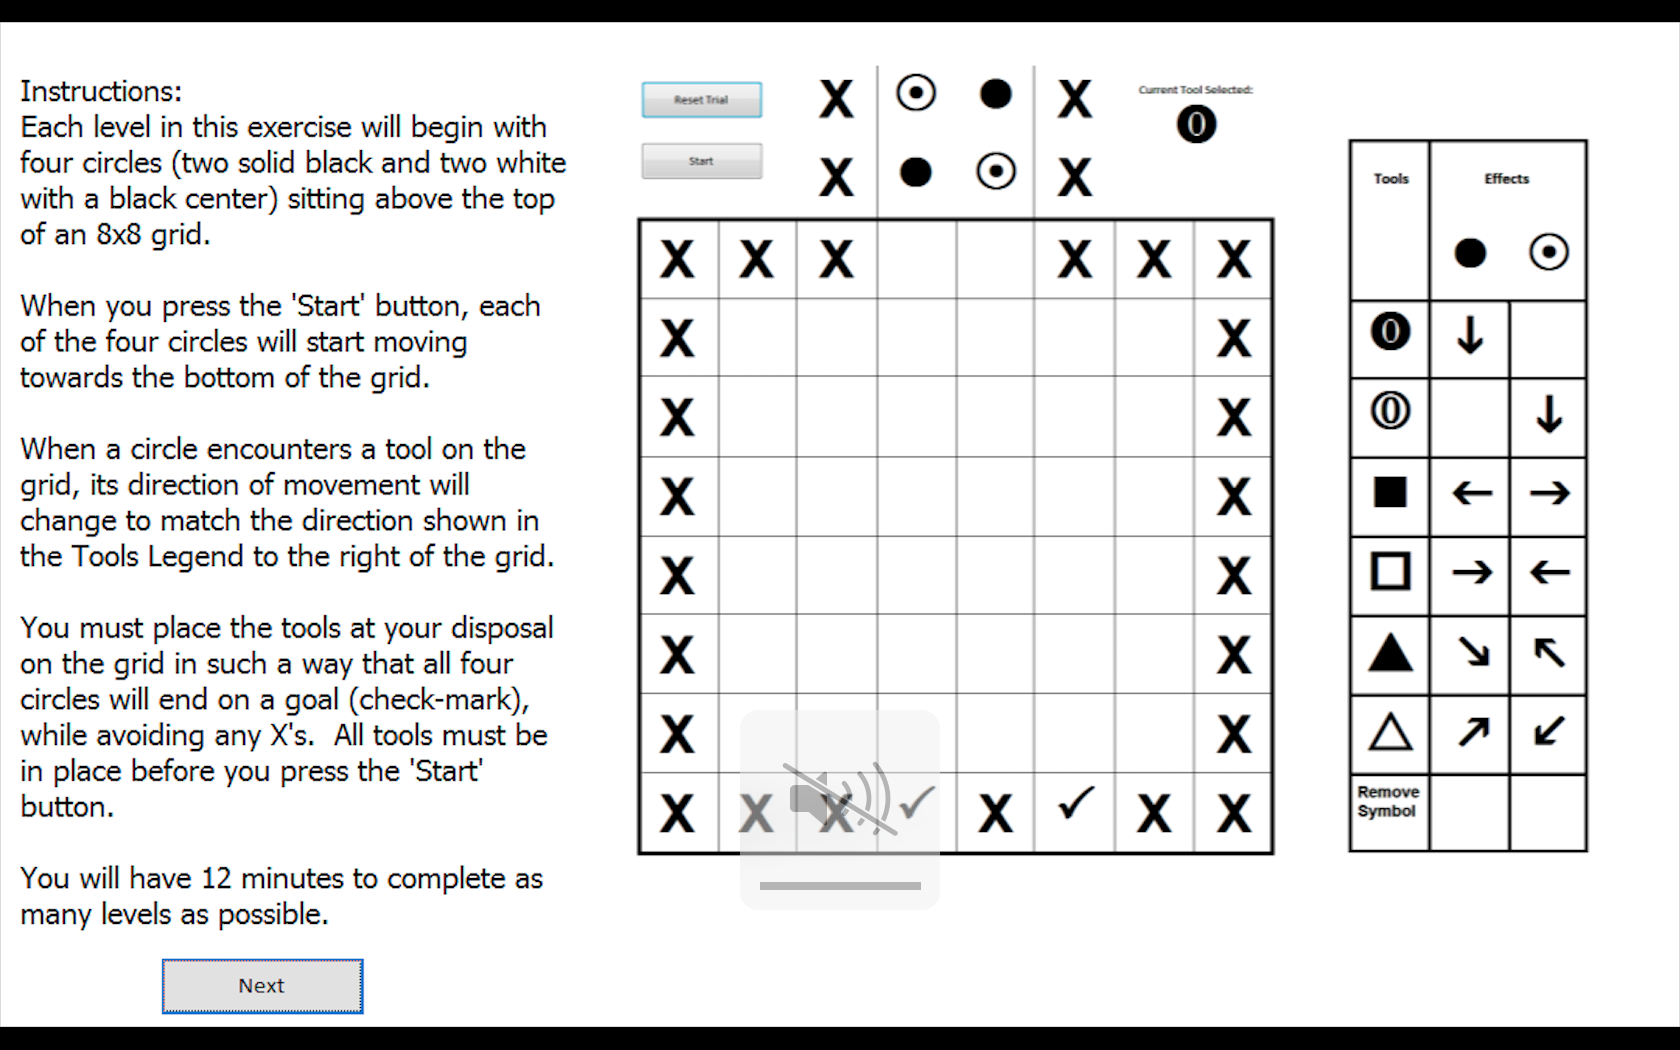 Instructions:
Each level in this exercise will begin with
four circles (two solid black and two white
with a black center) sitting above the top
of an 8x8 grid.
When you press the 'Start' button, each
of the four circles will start moving
towards the bottom of the grid.
When a circle encounters a tool on the
grid, its direction of movement will
change to match the direction shown in
the Tools Legend to the right of the grid.
You must place the tools at your disposal
on the grid in such a way that all four
circles will end on a goal (check-mark),
while avoiding any X's.  All tools must be
in place before you press the 'Start'
button.
You will have 12 minutes to complete as
many levels as possible.
Next
Reset Trial
Start
X X
X X
Current Tool Selected:
0
X X X X X X
X X
X X
X X
X X
X X
X X
X X X ✓ X ✓ X X
Tools Effects
0
0
Remove
Symbol